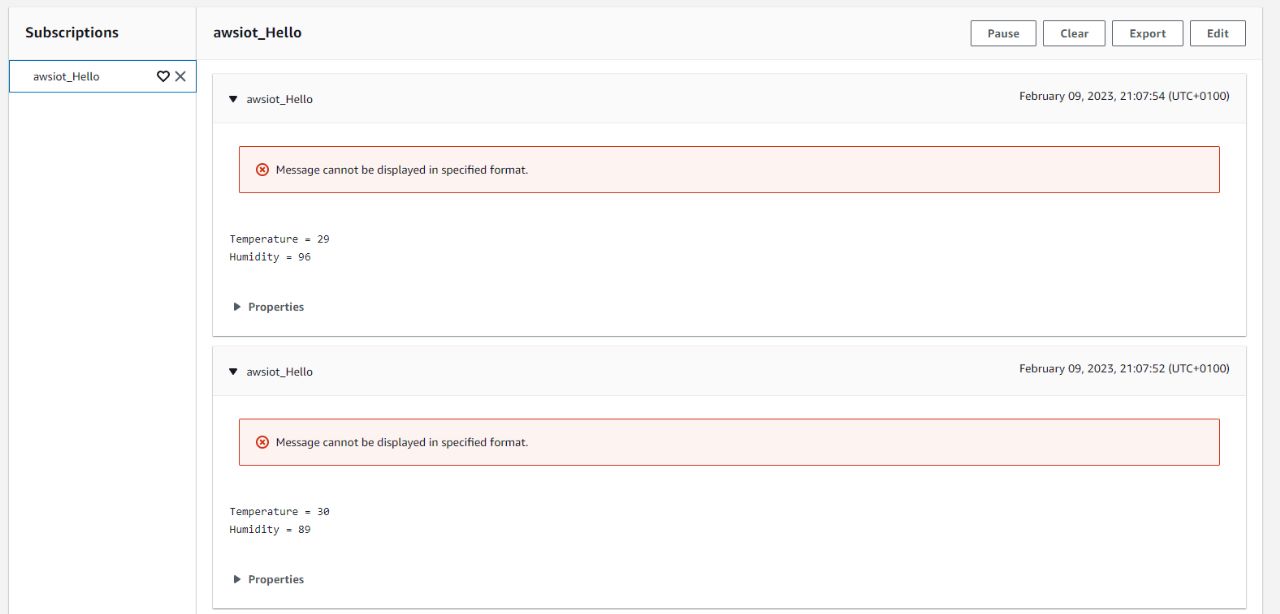 Subscriptions
awsiot_Hello
Pause
Clear
Export
Edit
awsiot_Hello
awsiot_Hello
February 09, 2023, 21:07:54 (UTC+0100)
Message cannot be displayed in specified format.
Temperature = 29
Humidity = 96
Properties
awsiot_Hello
February 09, 2023, 21:07:52 (UTC+0100)
Message cannot be displayed in specified format.
Temperature = 30
Humidity = 89
Properties